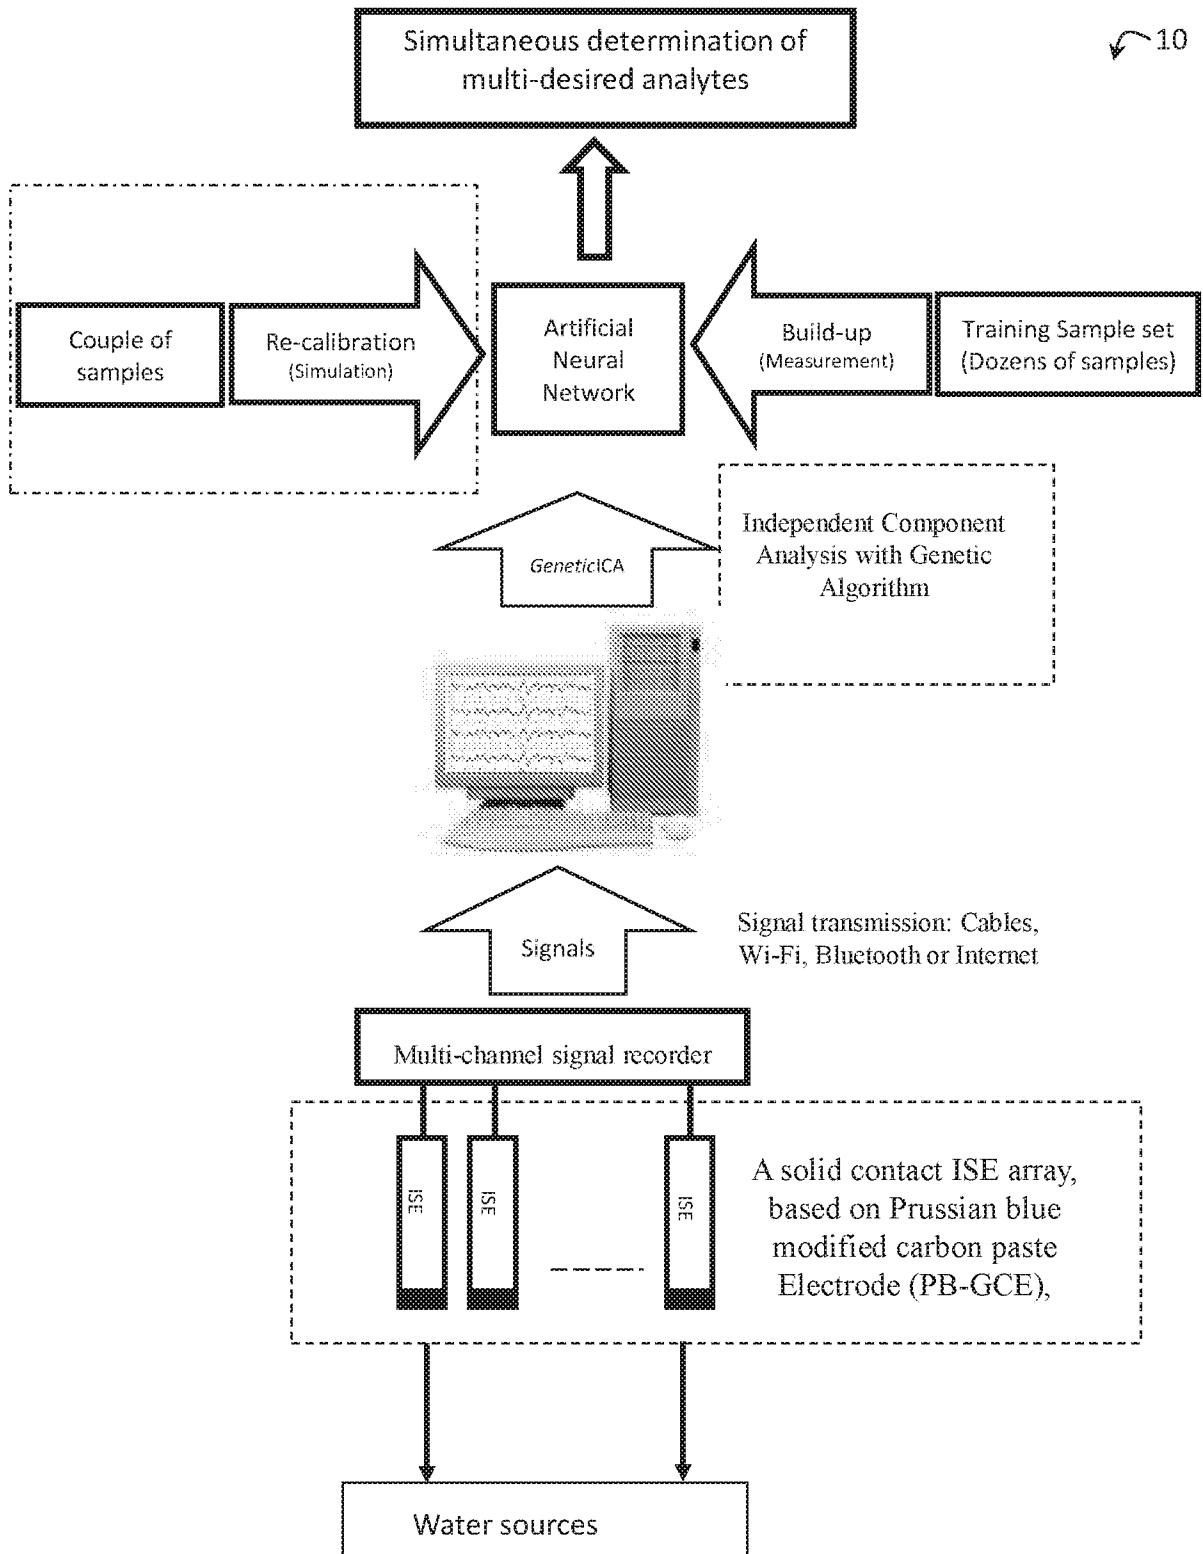 Simultaneous determination of
multi-desired analytes
10
Couple of
samples
Re-calibration
(Simulation)
Artificial
Neural
Network
Build-up
(Measurement)
Training Sample set
(Dozens of samples)
GeneticICA
Independent Component
Analysis with Genetic
Algorithm
Signals
Signal transmission: Cables,
Wi-Fi, Bluetooth or Internet
Multi-channel signal recorder
ISE
ISE
ISE
A solid contact ISE array,
based on Prussian blue
modified carbon paste
Electrode (PB-GCE),
Water sources